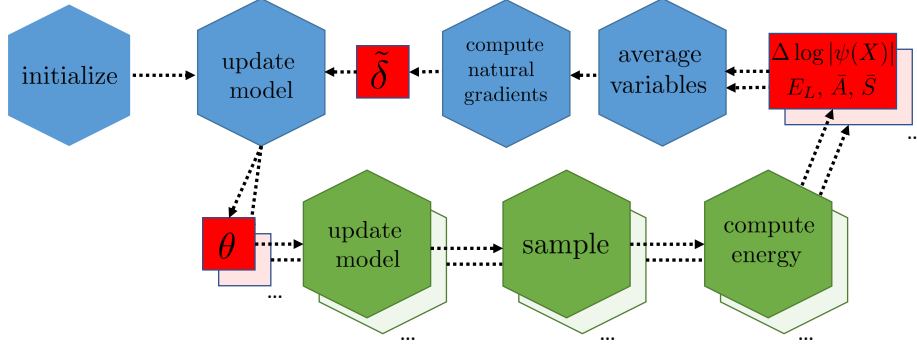 initialize
update
model
δ̃
compute
natural
gradients
average
variables
Δ log |ψ(X)|
E_L, Ā, S̄
..
θ
...
update
model
...
sample
...
compute
energy
...